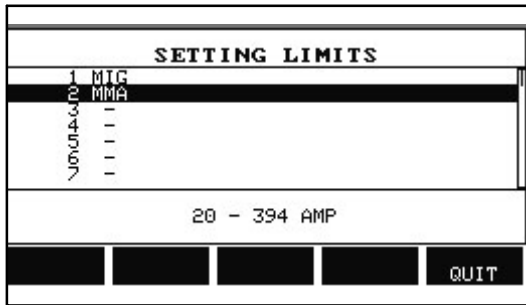 SETTING LIMITS
1 MIG
2 MMA
3 -
4 -
5 -
6 -
7 -
20 - 394 AMP
QUIT